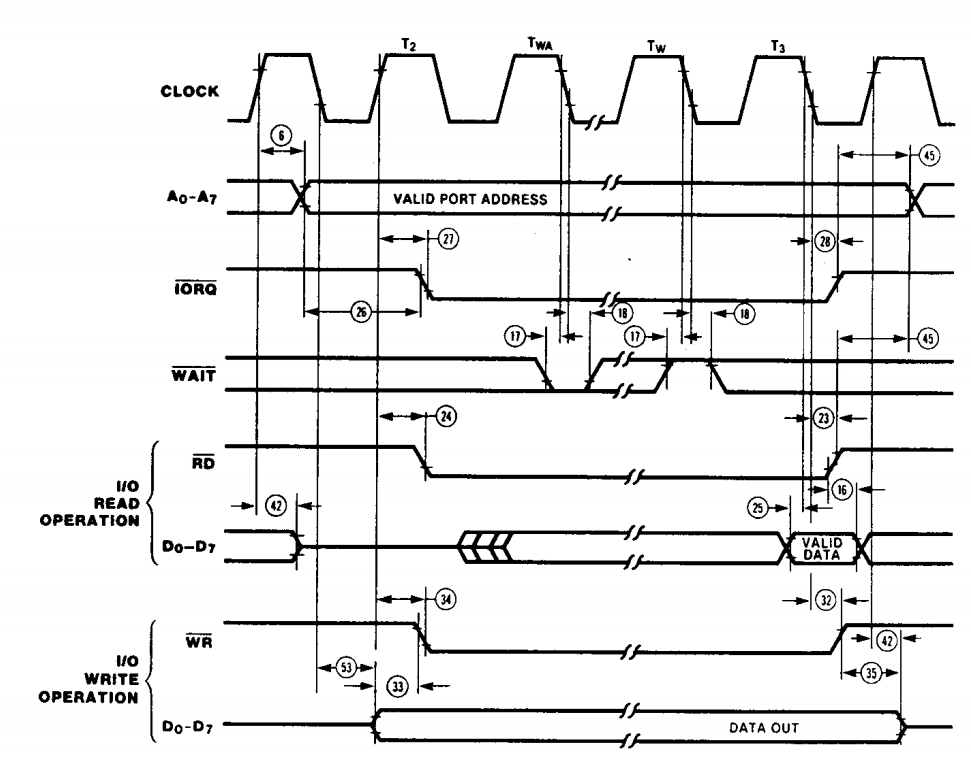 T2 TWA TW T3
CLOCK
6 45
A0-A7 VALID PORT ADDRESS
27 28
IORQ
26 18 18
17 17 45
WAIT
24 23
RD
I/O
READ
OPERATION
16
42 25
D0-D7 VALID
DATA
34 32
WR
42
I/O
WRITE
OPERATION
53 33 35
D0-D7 DATA OUT